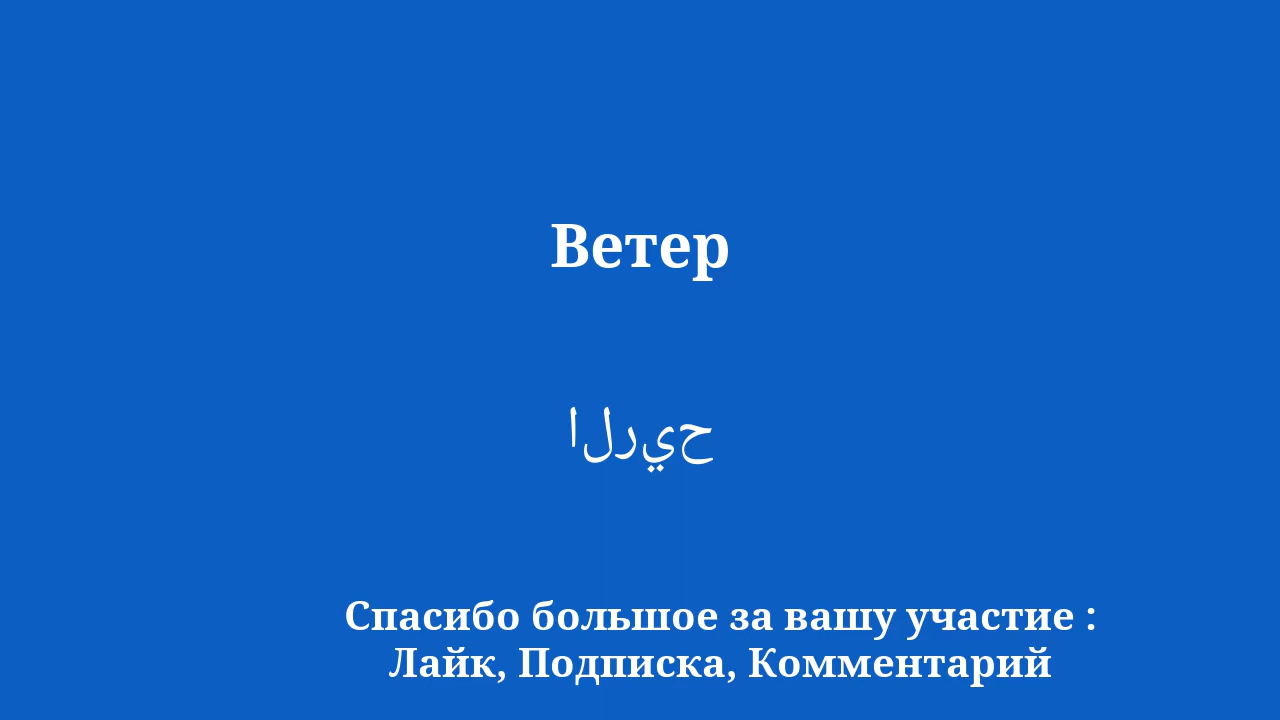 Ветер
الريح
Спасибо большое за вашу участие :
Лайк, Подписка, Комментарий